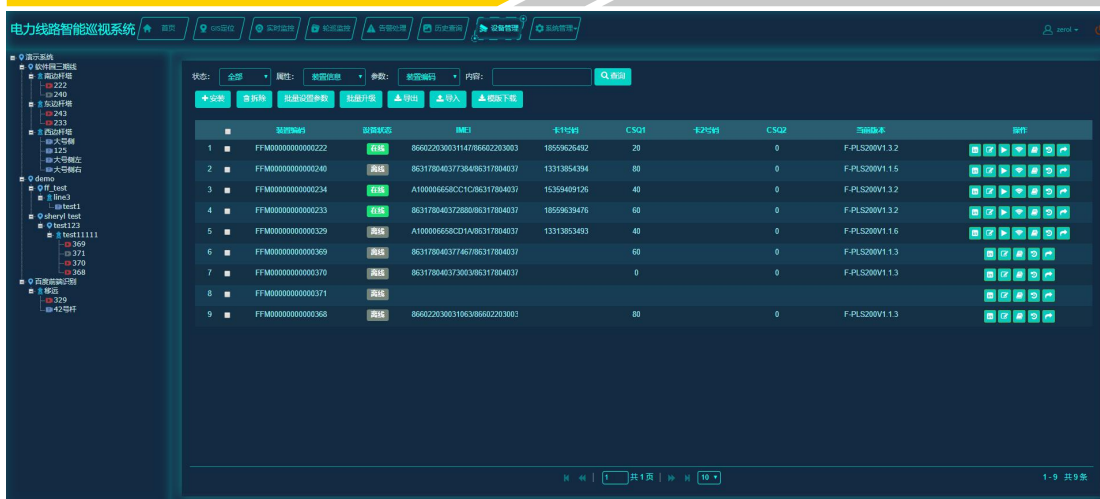 电力线路智能巡视系统 首页 GIS定位 实时监控 轮巡监控 告警处理 历史查询 设备管理 系统管理 zerol
演示系统
软件园三期线
南边杆塔
222
240
东边杆塔
243
233
西边杆塔
大号侧
125
大号侧左
大号侧右
demo
ff_test
line3
test1
sheryl test
test123
test11111
369
371
370
368
百度前端识别
移远
329
42号杆
状态: 全部 属性: 装置信息 参数: 装置编码 内容: 查询
安装 拆除 批量设置参数 批量升级 导出 导入 模版下载
装置编码 设备状态 IMEI 卡1号码 CSQ1 卡2号码 CSQ2 当前版本 操作
1 FFM00000000000222 在线 866022030031147/86602203003 18559626492 20 0 F-PLS200V1.3.2
2 FFM00000000000240 离线 863178040377384/86317804037 13313854394 80 0 F-PLS200V1.1.5
3 FFM00000000000234 在线 A100006658CC1C/86317804037 15359409126 40 0 F-PLS200V1.3.2
4 FFM00000000000233 在线 863178040372880/86317804037 18559639476 60 0 F-PLS200V1.3.2
5 FFM00000000000329 离线 A100006658CD1A/86317804037 13313853493 40 0 F-PLS200V1.1.6
6 FFM00000000000369 离线 863178040377467/86317804037 60 0 F-PLS200V1.1.3
7 FFM00000000000370 离线 863178040373003/86317804037 0 0 F-PLS200V1.1.3
8 FFM00000000000371 离线
9 FFM00000000000368 离线 866022030031063/86602203003 80 0 F-PLS200V1.1.3
1 共1页 10 1-9 共9条